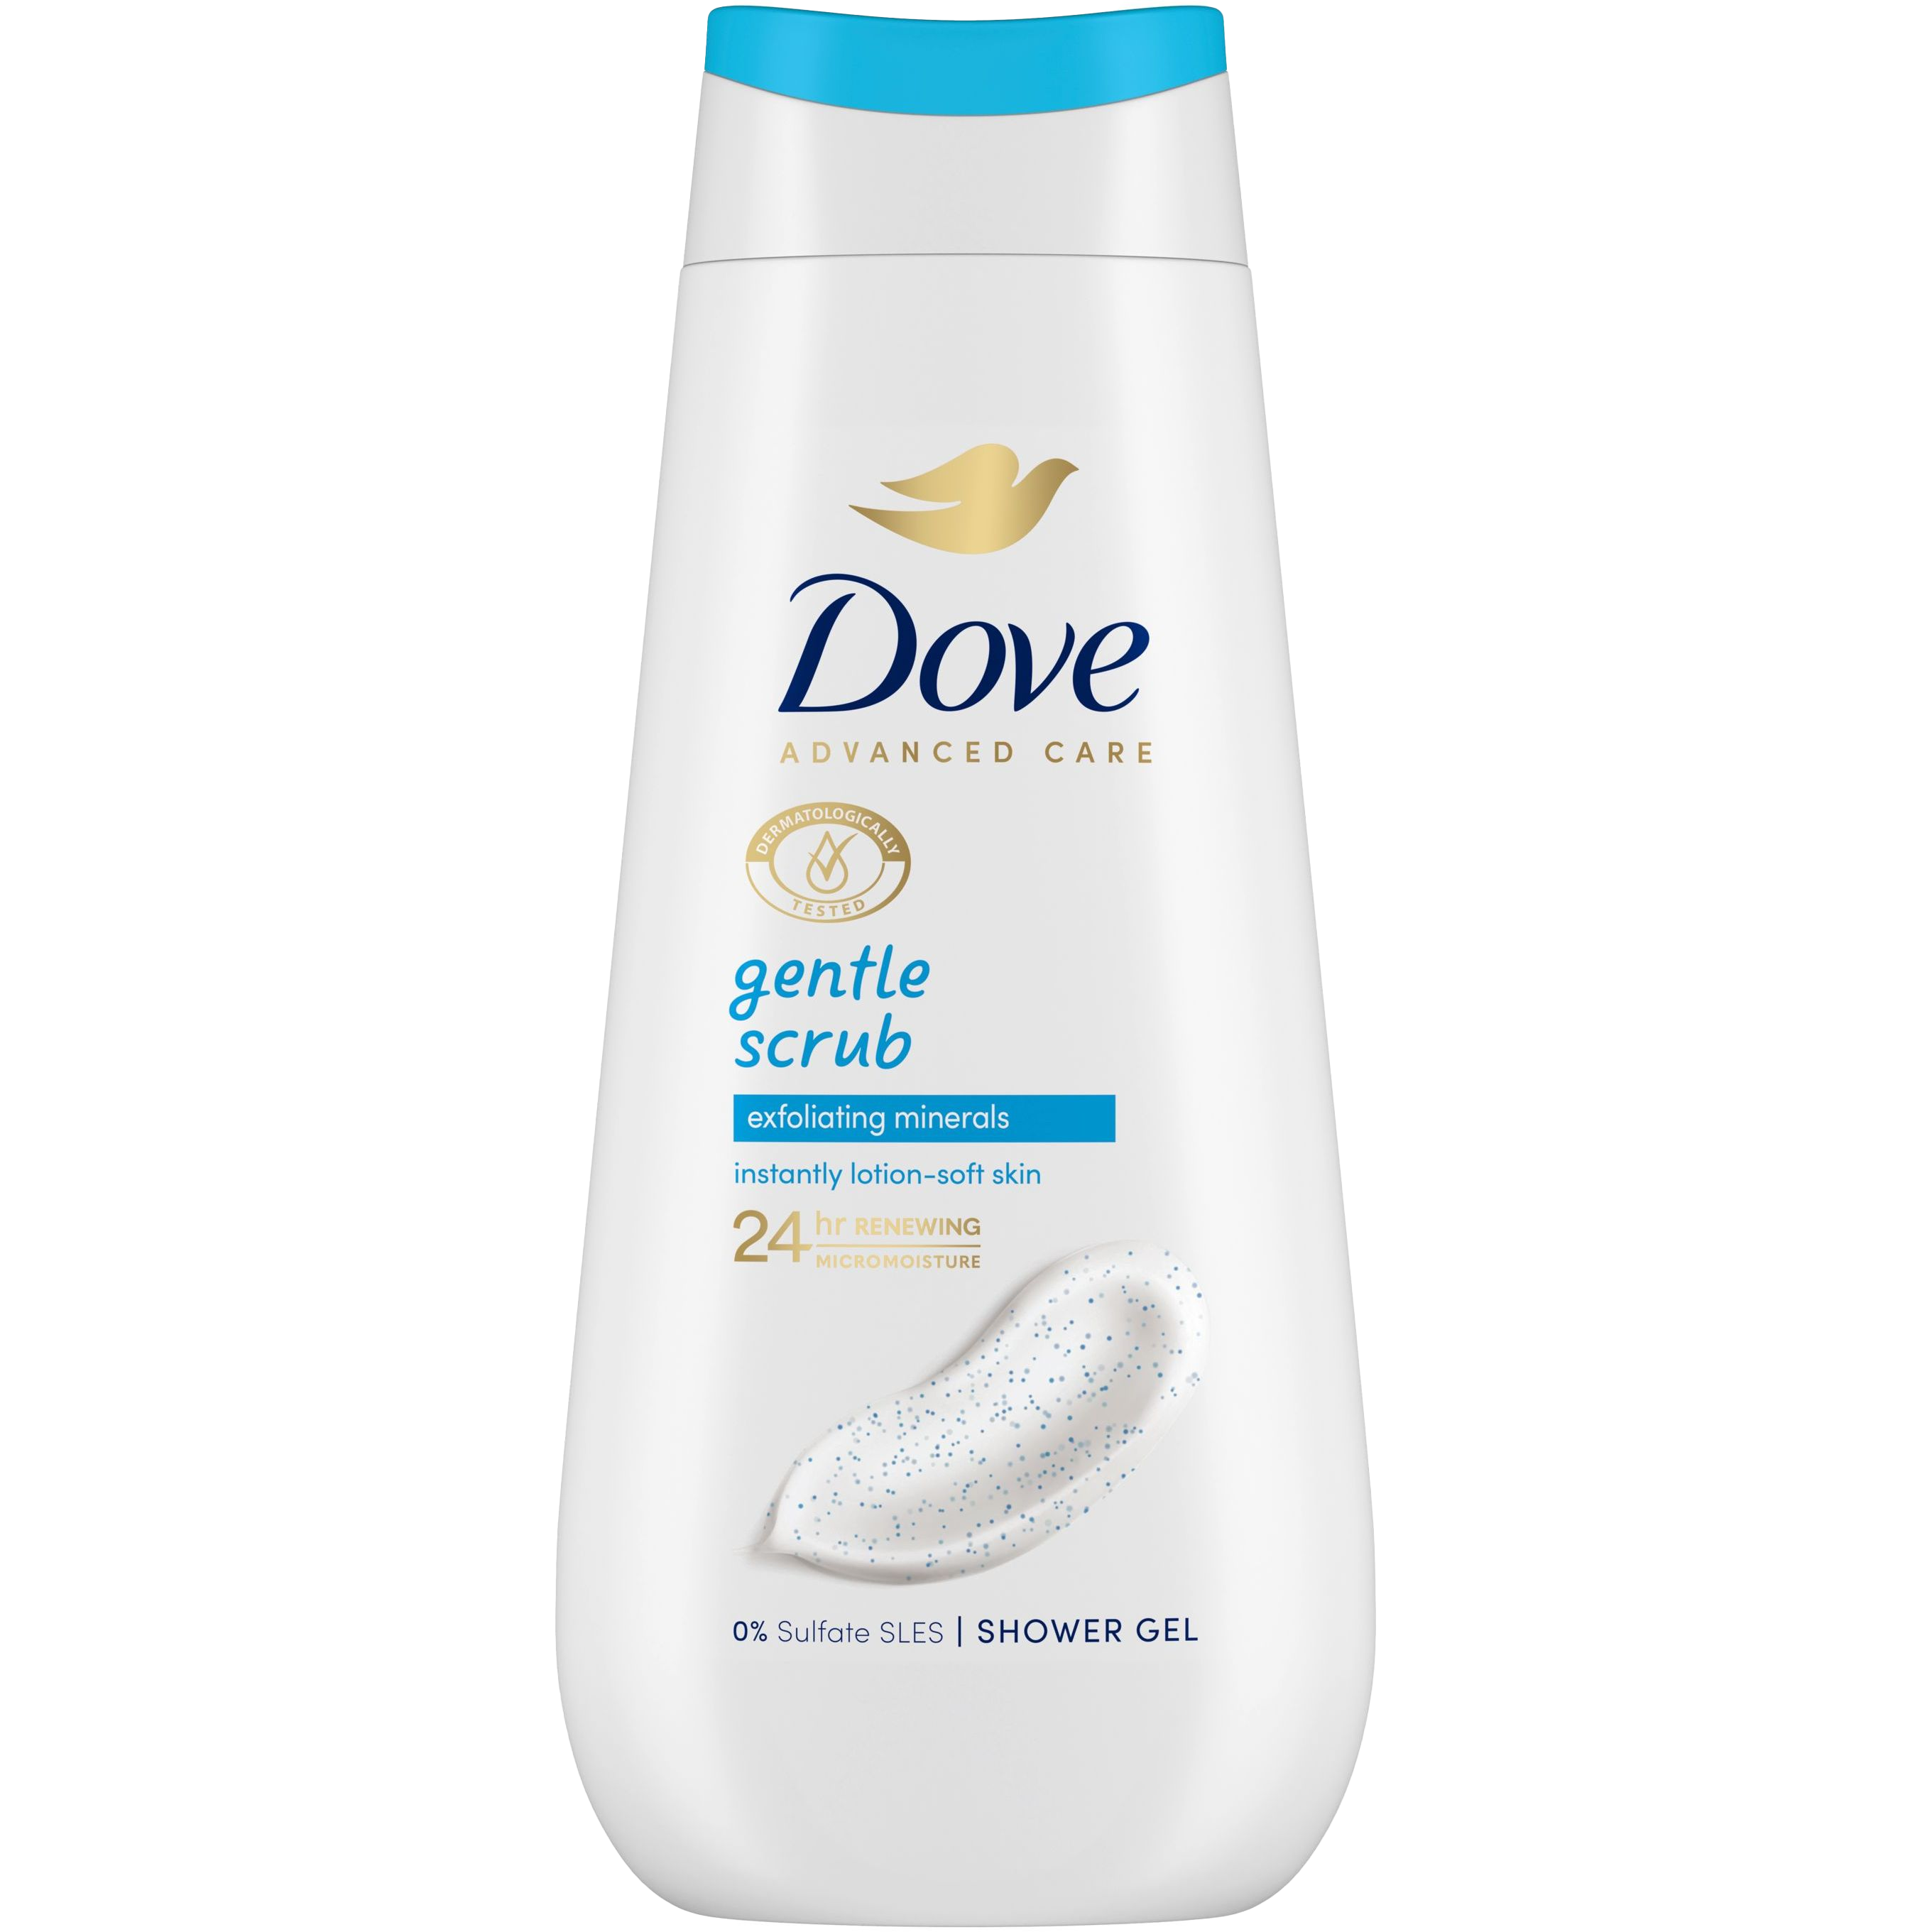 Dove
ADVANCED CARE
DERMATOLOGICALLY
TESTED
gentle
scrub
exfoliating minerals
instantly lotion-soft skin
24 hr RENEWING
MICROMOISTURE
0% Sulfate SLES | SHOWER GEL